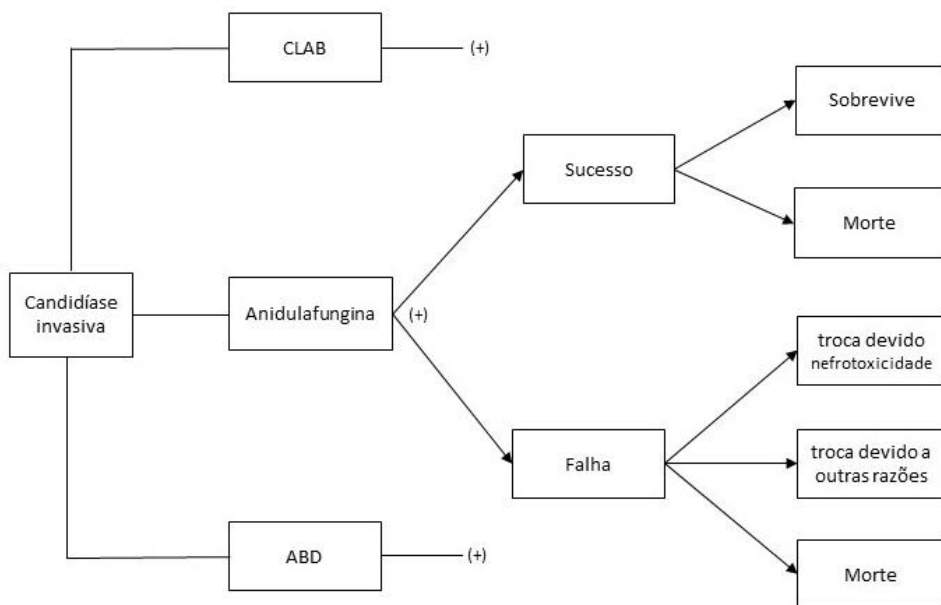 CLAB
(+)
Sobrevive
Sucesso
Morte
Candidíase
invasiva
Anidulafungina
(+)
troca devido
nefrotoxicidade
Falha
troca devido a
outras razões
ABD
(+)
Morte